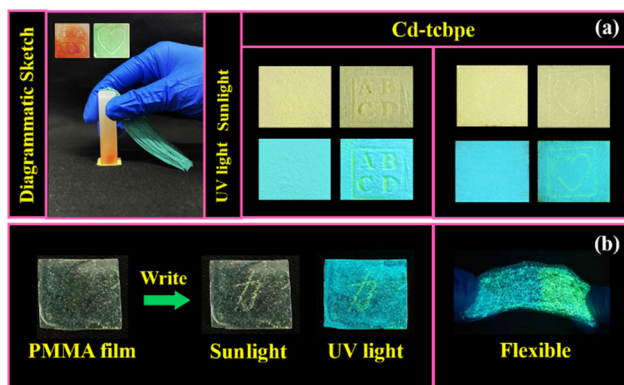 Diagrammatic Sketch
UV light Sunlight
Cd-tcbpe
(a)
A B
C D
A B
C D
(b)
Write
PMMA film
Sunlight
UV light
Flexible